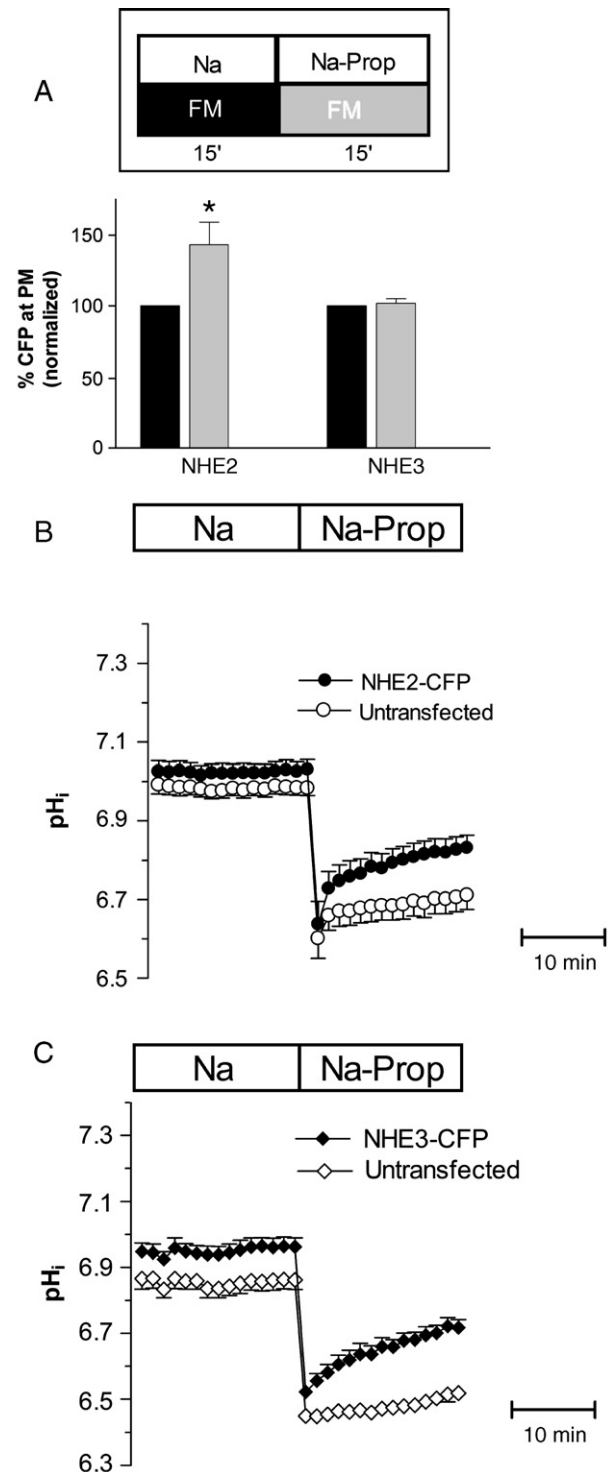 A
Na Na-Prop
FM FM
15' 15'
*
% CFP at PM
(normalized)
150
100
50
0
NHE2 NHE3
B
Na Na-Prop
pHi
7.3
7.1
6.9
6.7
6.5
NHE2-CFP
Untransfected
10 min
C
Na Na-Prop
pHi
7.3
7.1
6.9
6.7
6.5
6.3
NHE3-CFP
Untransfected
10 min